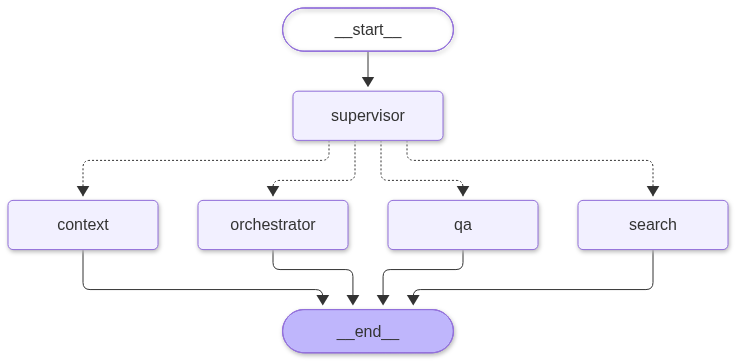 __start__
supervisor
context
orchestrator
qa
search
__end__